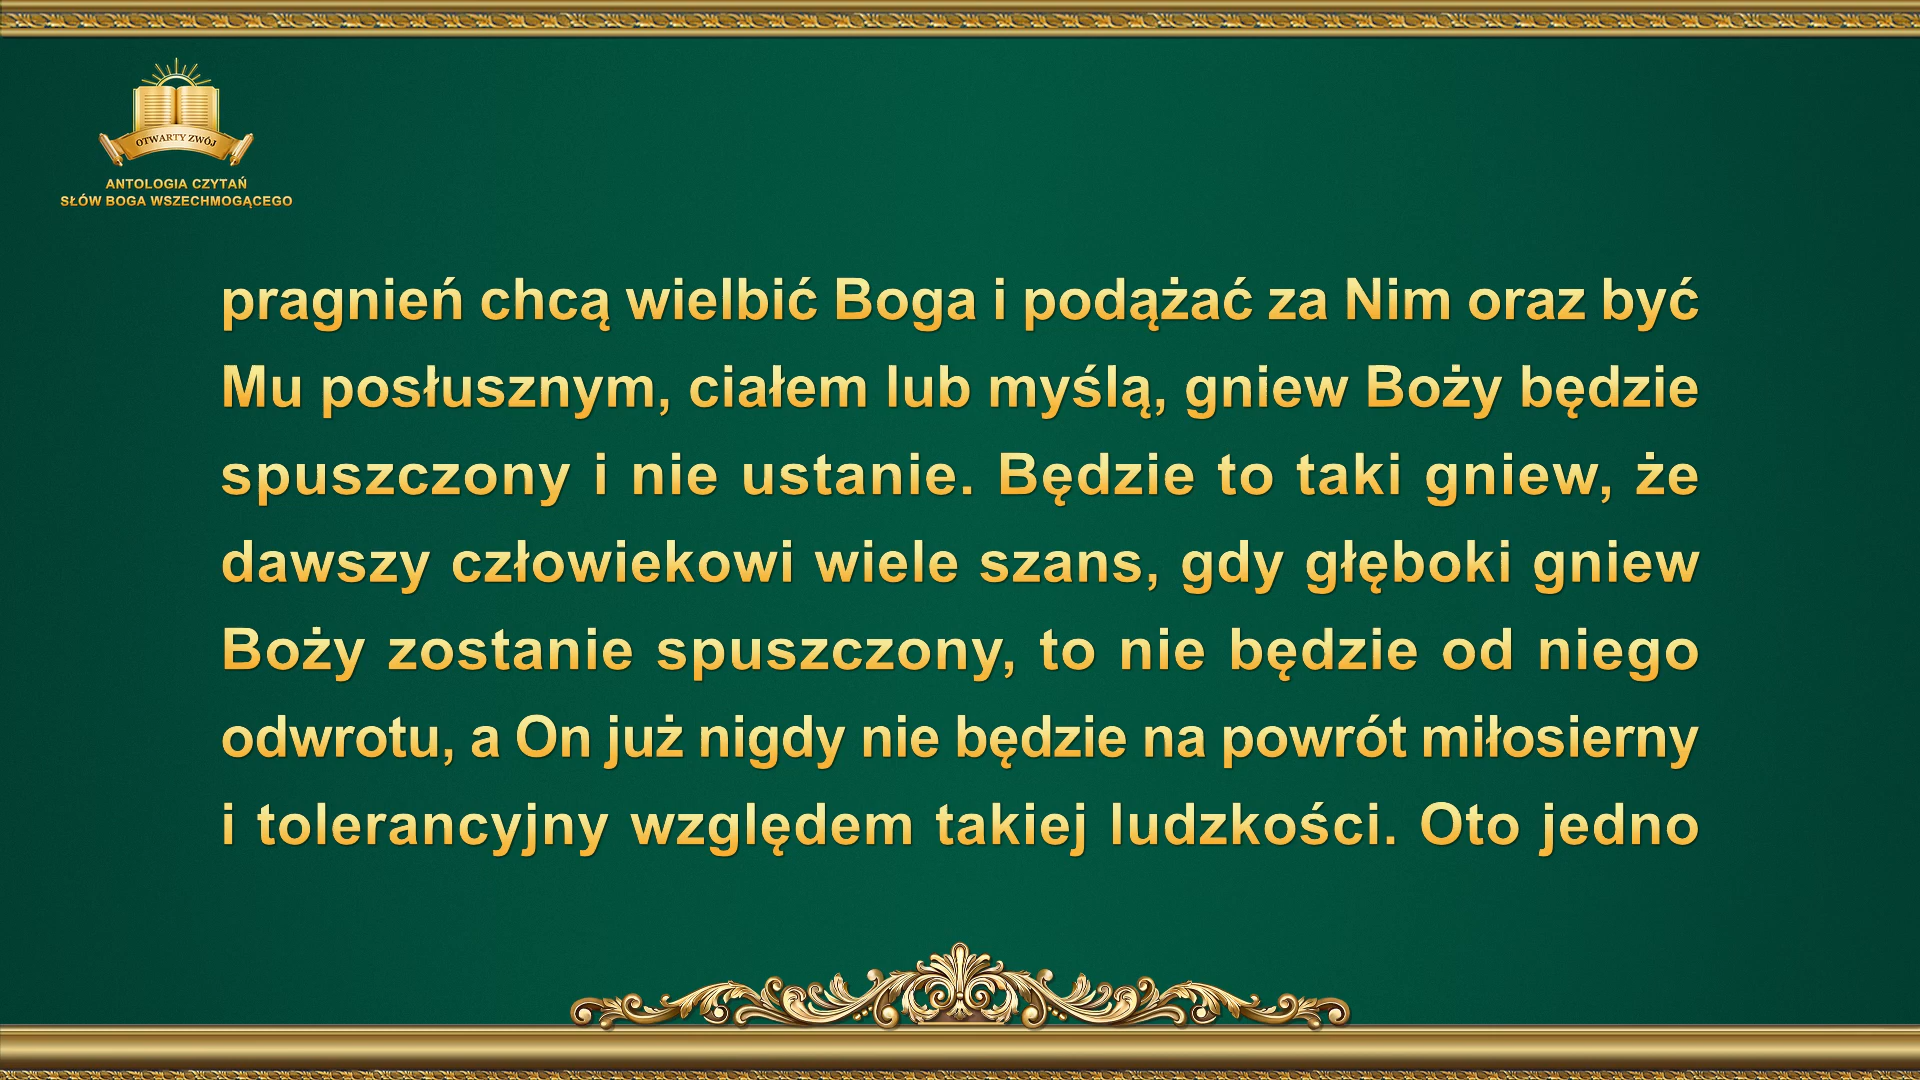 OTWARTY ZWÓJ
ANTOLOGIA CZYTAŃ
SŁÓW BOGA WSZECHMOGĄCEGO
pragnień chcą wielbić Boga i podążać za Nim oraz być
Mu posłusznym, ciałem lub myślą, gniew Boży będzie
spuszczony i nie ustanie. Będzie to taki gniew, że
dawszy człowiekowi wiele szans, gdy głęboki gniew
Boży zostanie spuszczony, to nie będzie od niego
odwrotu, a On już nigdy nie będzie na powrót miłosierny
i tolerancyjny względem takiej ludzkości. Oto jedno